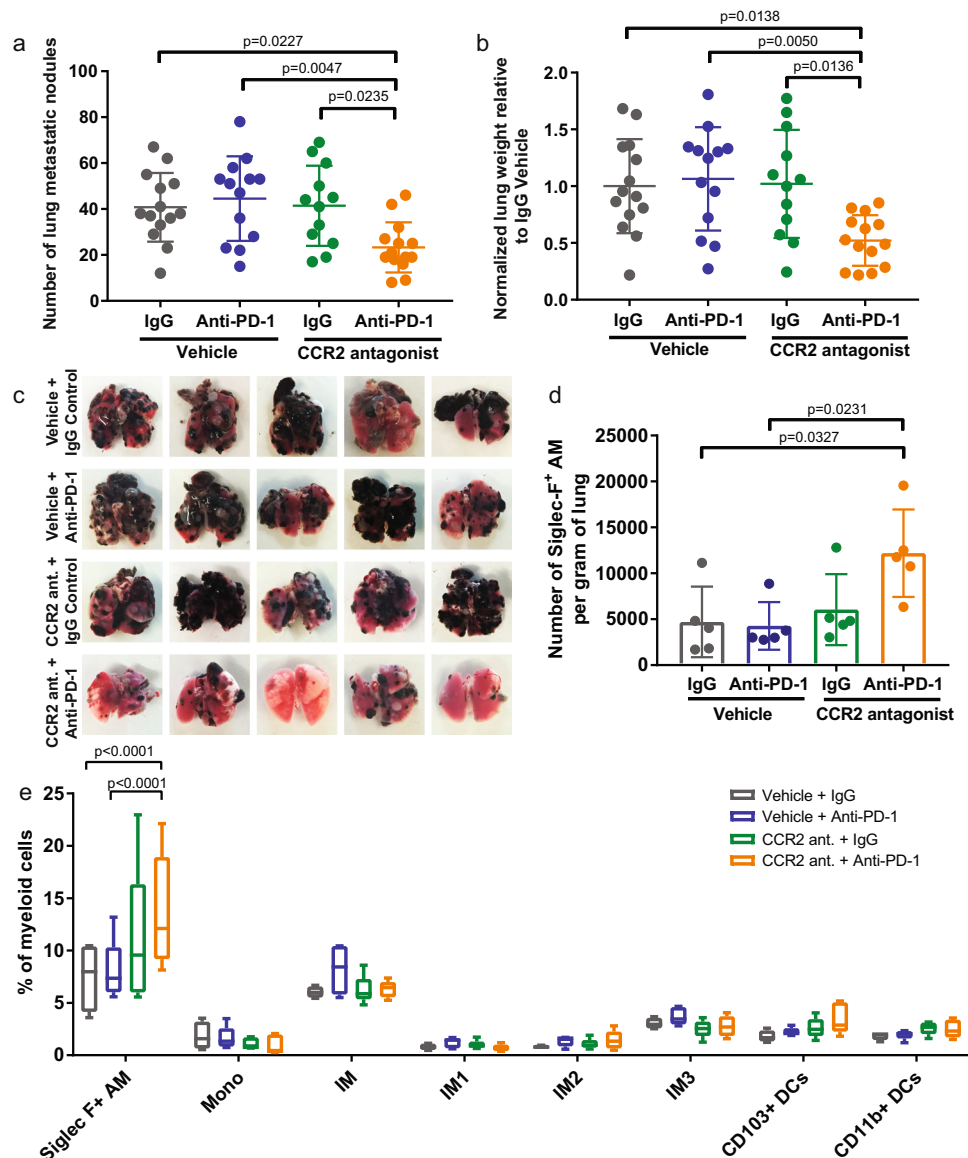 a
p=0.0227
p=0.0047
p=0.0235
Number of lung metastatic nodules
100
80
60
40
20
0
IgG Anti-PD-1 IgG Anti-PD-1
Vehicle CCR2 antagonist
b
p=0.0138
p=0.0050
p=0.0136
Normalized lung weight relative
to IgG Vehicle
2.0
1.5
1.0
0.5
0.0
IgG Anti-PD-1 IgG Anti-PD-1
Vehicle CCR2 antagonist
c
Vehicle +
IgG Control
Vehicle +
Anti-PD-1
CCR2 ant. +
IgG Control
CCR2 ant. +
Anti-PD-1
d
p=0.0231
p=0.0327
Number of Siglec-F+ AM
per gram of lung
25000
20000
15000
10000
5000
0
IgG Anti-PD-1 IgG Anti-PD-1
Vehicle CCR2 antagonist
e
p<0.0001
p<0.0001
% of myeloid cells
25
20
15
10
5
0
Vehicle + IgG
Vehicle + Anti-PD-1
CCR2 ant. + IgG
CCR2 ant. + Anti-PD-1
Siglec F+ AM
Mono
IM
IM1
IM2
IM3
CD103+ DCs
CD11b+ DCs